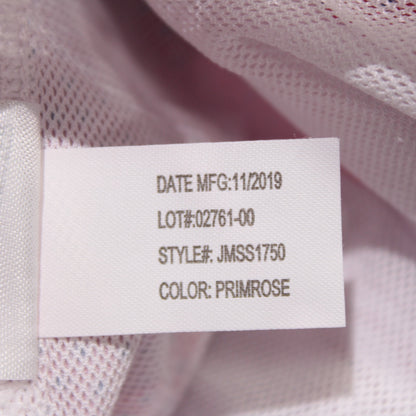 DATE MFG:11/2019
LOT#:02761-00
STYLE#: JMSS1750
COLOR: PRIMROSE